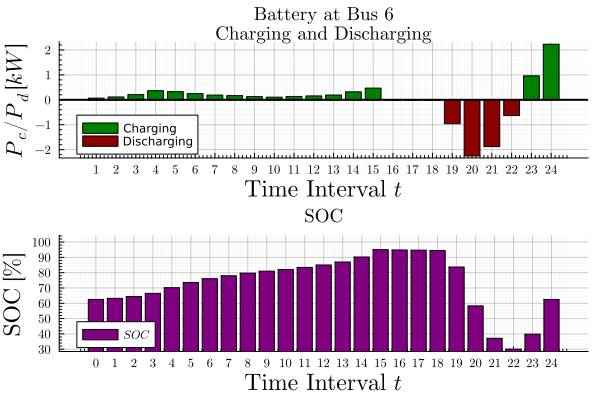 Battery at Bus 6
Charging and Discharging
P_c/P_d [kW]
2
1
0
−1
−2
Charging
Discharging
1 2 3 4 5 6 7 8 9 10 11 12 13 14 15 16 17 18 19 20 21 22 23 24
Time Interval t
SOC
SOC [%]
100
90
80
70
60
50
40
30
SOC
0 1 2 3 4 5 6 7 8 9 10 11 12 13 14 15 16 17 18 19 20 21 22 23 24
Time Interval t